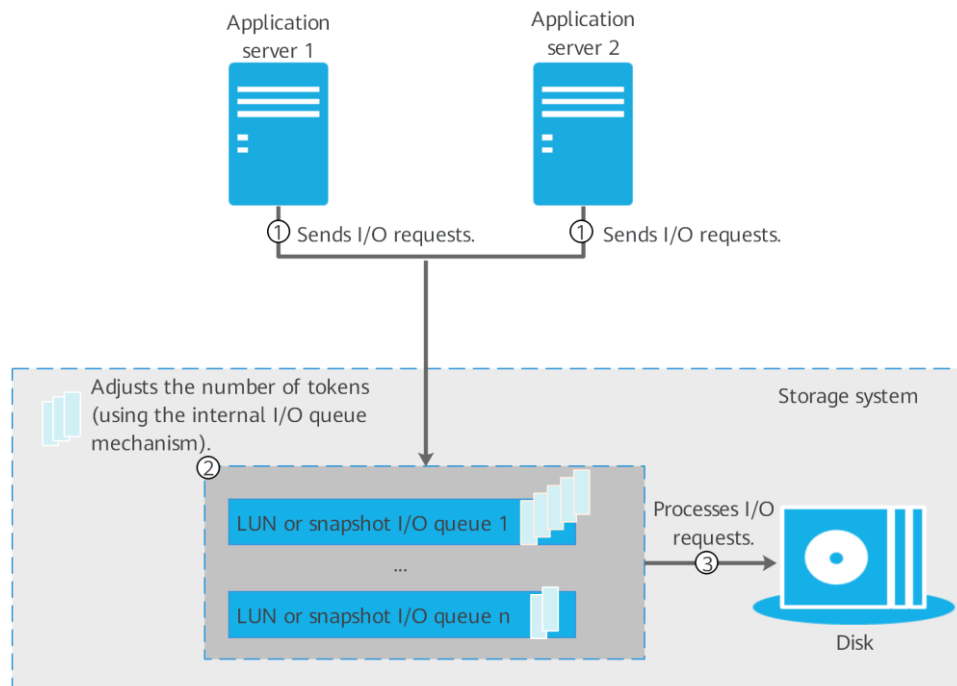 Application
server 1
Application
server 2
1 Sends I/O requests.
1 Sends I/O requests.
Adjusts the number of tokens
(using the internal I/O queue
mechanism).
Storage system
2
LUN or snapshot I/O queue 1
...
LUN or snapshot I/O queue n
Processes I/O
requests.
3
Disk